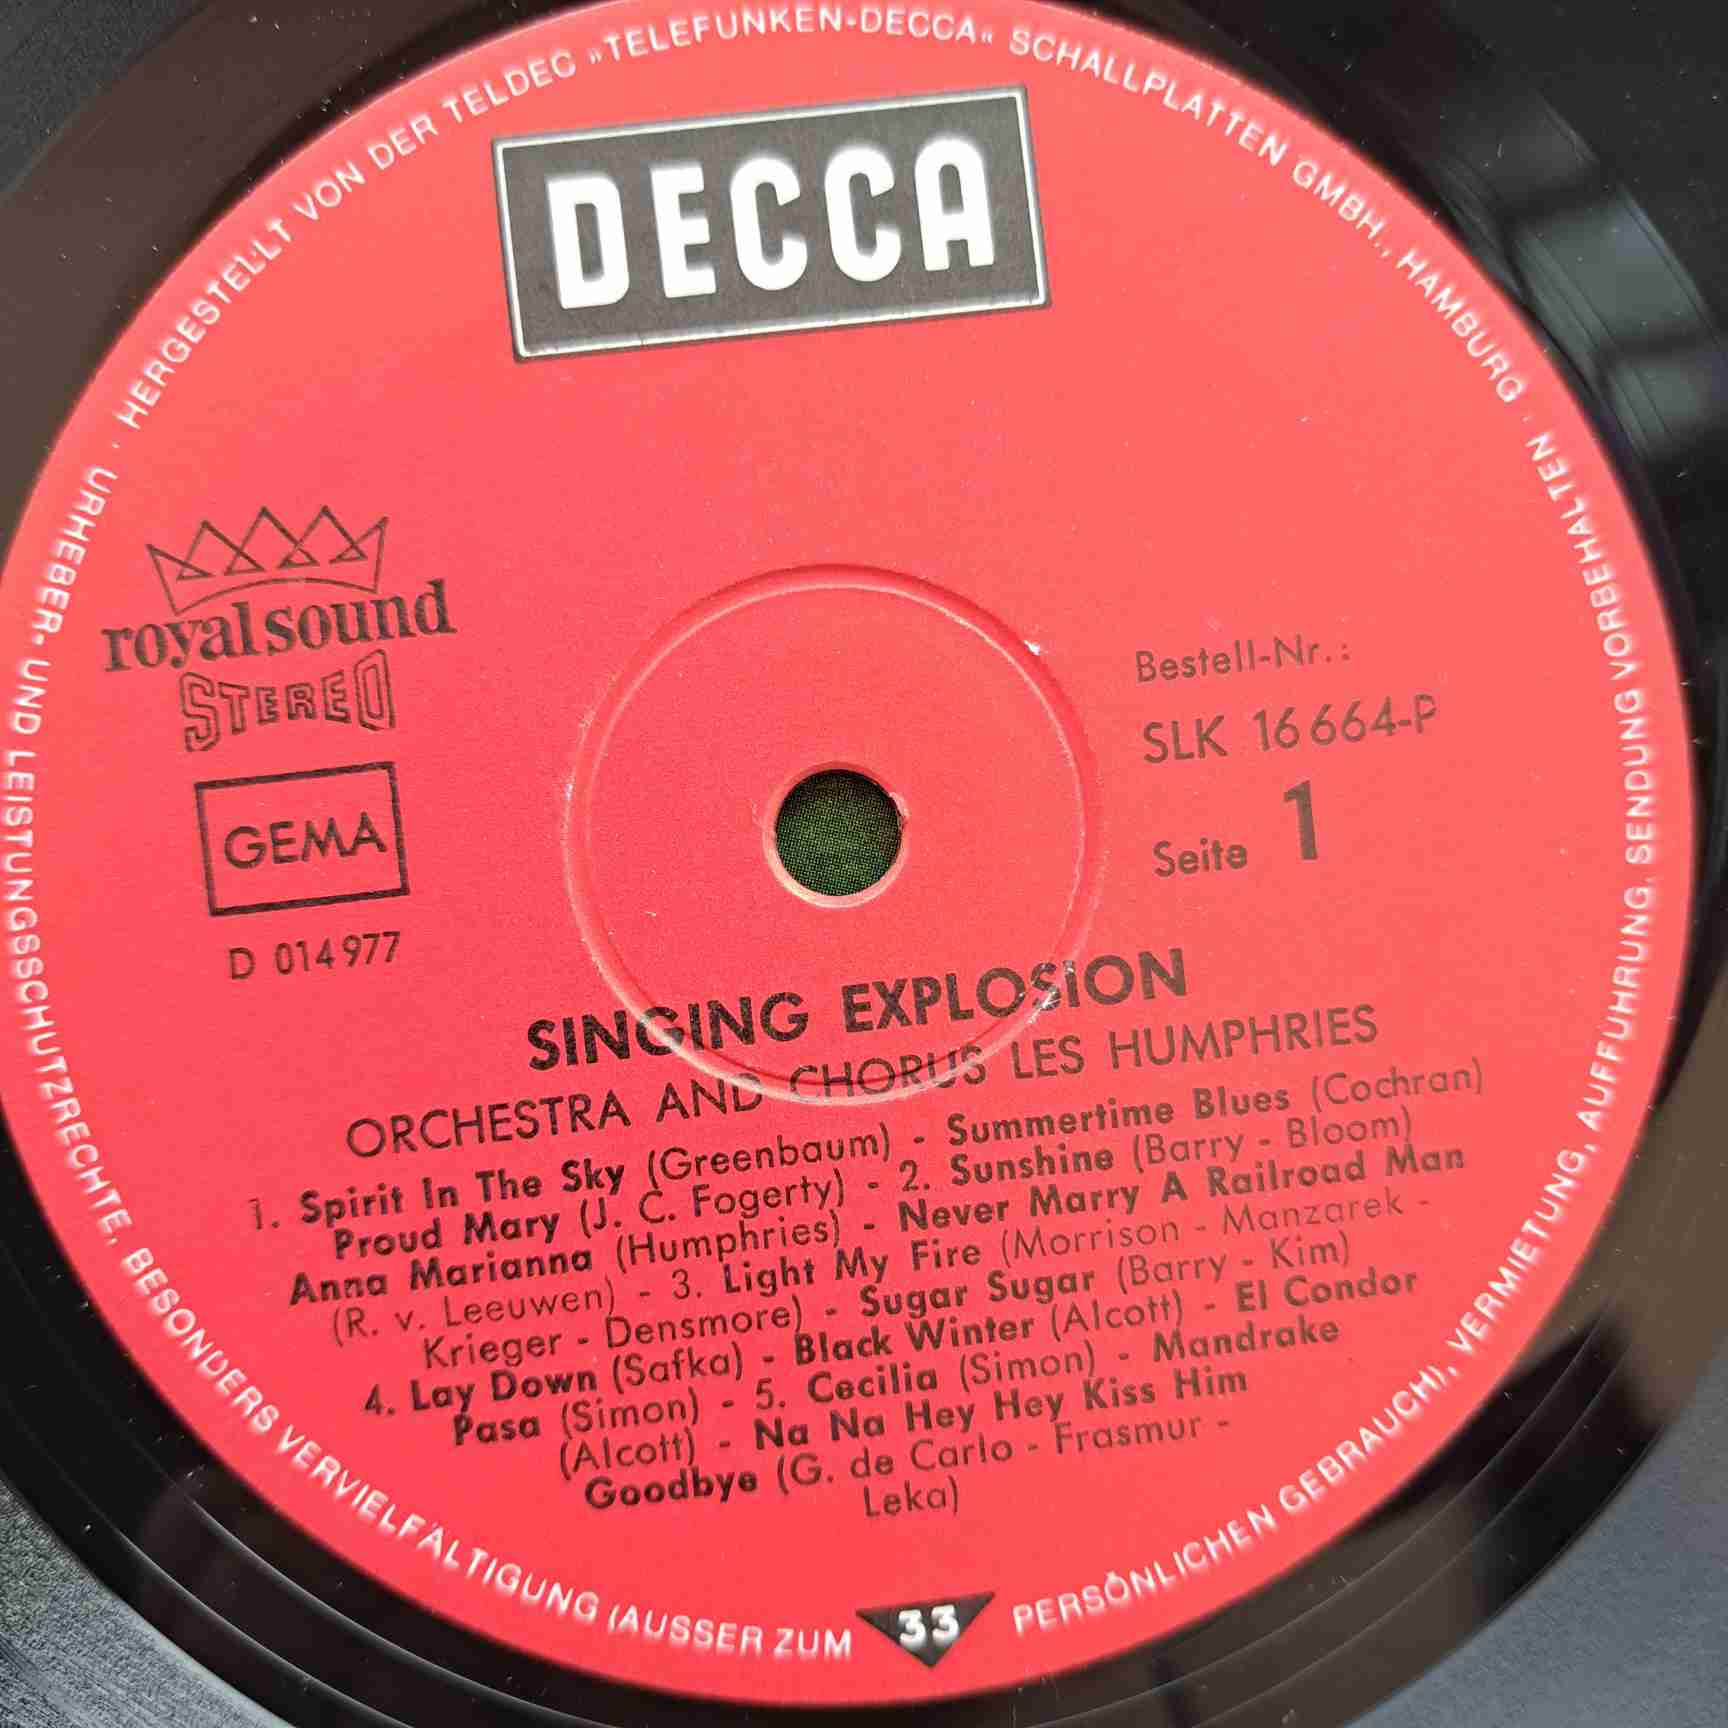 HERGESTELLT VON DER TELDEC »TELEFUNKEN-DECCA« SCHALLPLATTEN GMBH., HAMBURG · URHEBER- UND LEISTUNGSSCHUTZRECHTE, BESONDERS VERVIELFÄLTIGUNG (AUSSER ZUM PERSÖNLICHEN GEBRAUCH), VERMIETUNG, AUFFÜHRUNG, SENDUNG VORBEHALTEN ·
DECCA
royalsound
STEREO
GEMA
D 014977
Bestell-Nr.:
SLK 16664-P
Seite 1
SINGING EXPLOSION
ORCHESTRA AND CHORUS LES HUMPHRIES
1. Spirit In The Sky (Greenbaum) - Summertime Blues (Cochran)
Proud Mary (J. C. Fogerty) - 2. Sunshine (Barry - Bloom)
Anna Marianna (Humphries) - Never Marry A Railroad Man
(R. v. Leeuwen) - 3. Light My Fire (Morrison - Manzarek -
Krieger - Densmore) - Sugar Sugar (Barry - Kim)
4. Lay Down (Safka) - Black Winter (Alcott) - El Condor
Pasa (Simon) - 5. Cecilia (Simon) - Mandrake
(Alcott) - Na Na Hey Hey Kiss Him
Goodbye (G. de Carlo - Frasmur -
Leka)
33